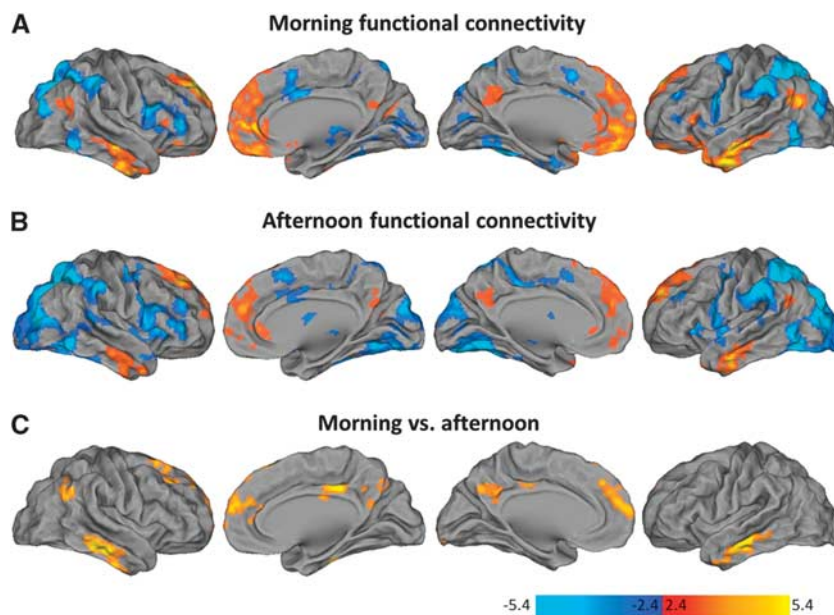 A
Morning functional connectivity
B
Afternoon functional connectivity
C
Morning vs. afternoon
-5.4 -2.4 2.4 5.4